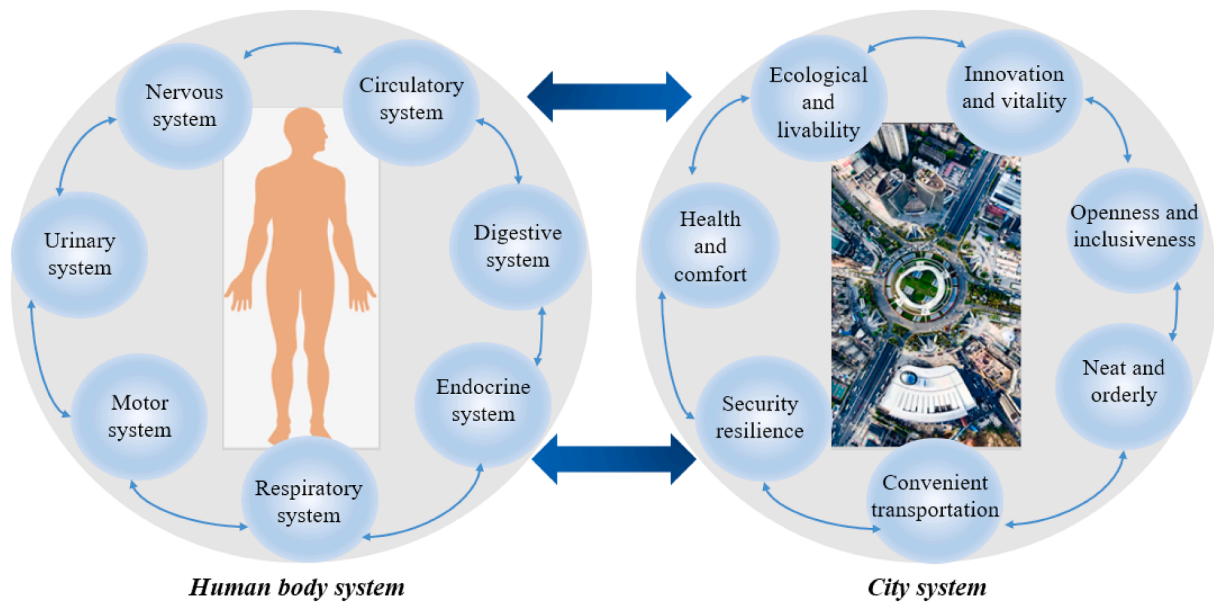 Nervous
system
Circulatory
system
Urinary
system
Digestive
system
Motor
system
Endocrine
system
Respiratory
system
Human body system
Ecological
and
livability
Innovation
and vitality
Health
and
comfort
Openness and
inclusiveness
Security
resilience
Neat and
orderly
Convenient
transportation
City system